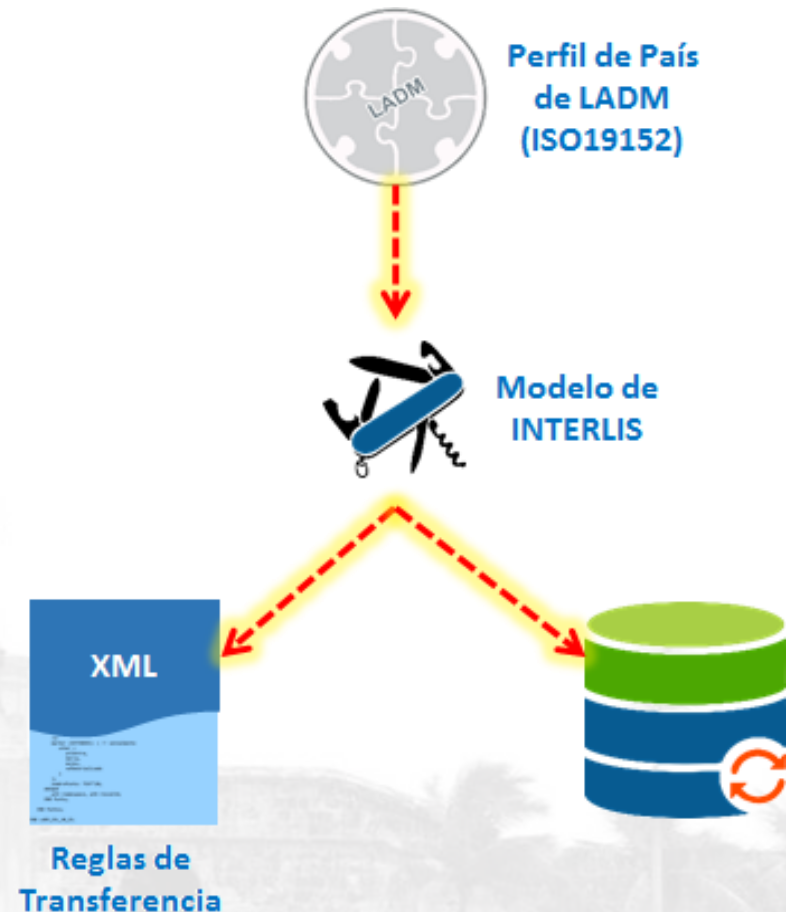 LADM
Perfil de País
de LADM
(ISO19152)
Modelo de
INTERLIS
XML
Reglas de
Transferencia